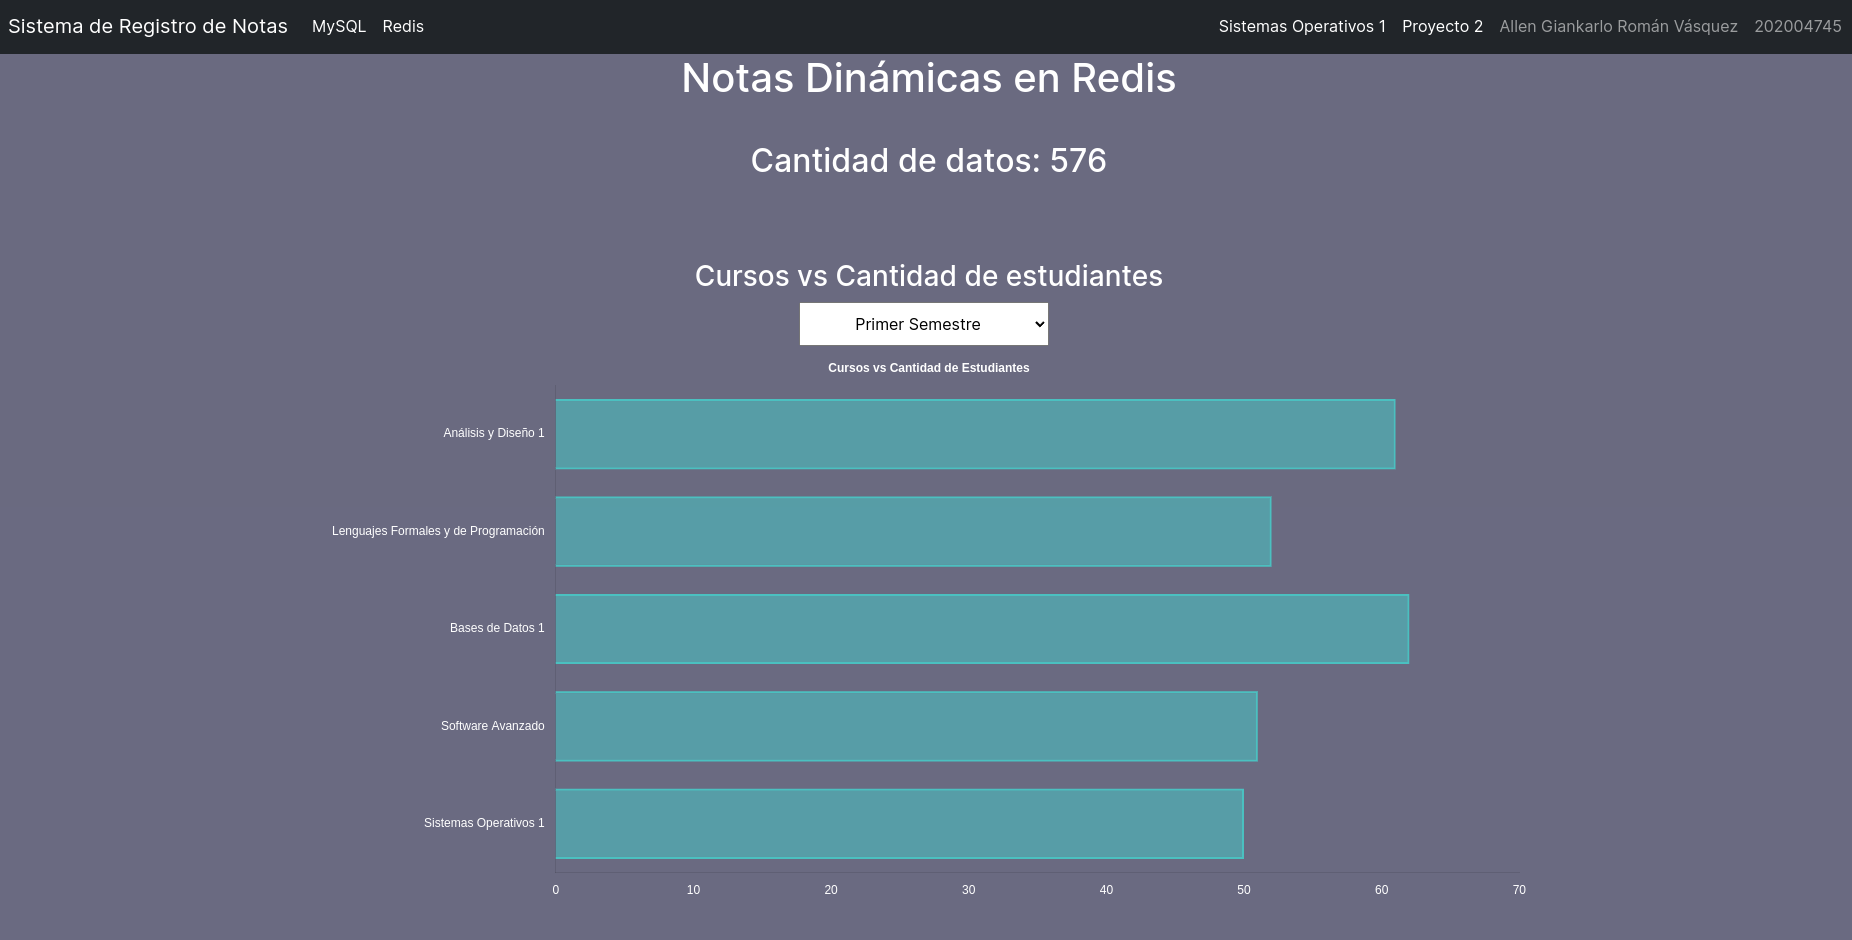 Sistema de Registro de Notas MySQL Redis Sistemas Operativos 1 Proyecto 2 Allen Giankarlo Román Vásquez 202004745
Notas Dinámicas en Redis
Cantidad de datos: 576
Cursos vs Cantidad de estudiantes
Primer Semestre
Cursos vs Cantidad de Estudiantes
Análisis y Diseño 1
Lenguajes Formales y de Programación
Bases de Datos 1
Software Avanzado
Sistemas Operativos 1
0 10 20 30 40 50 60 70